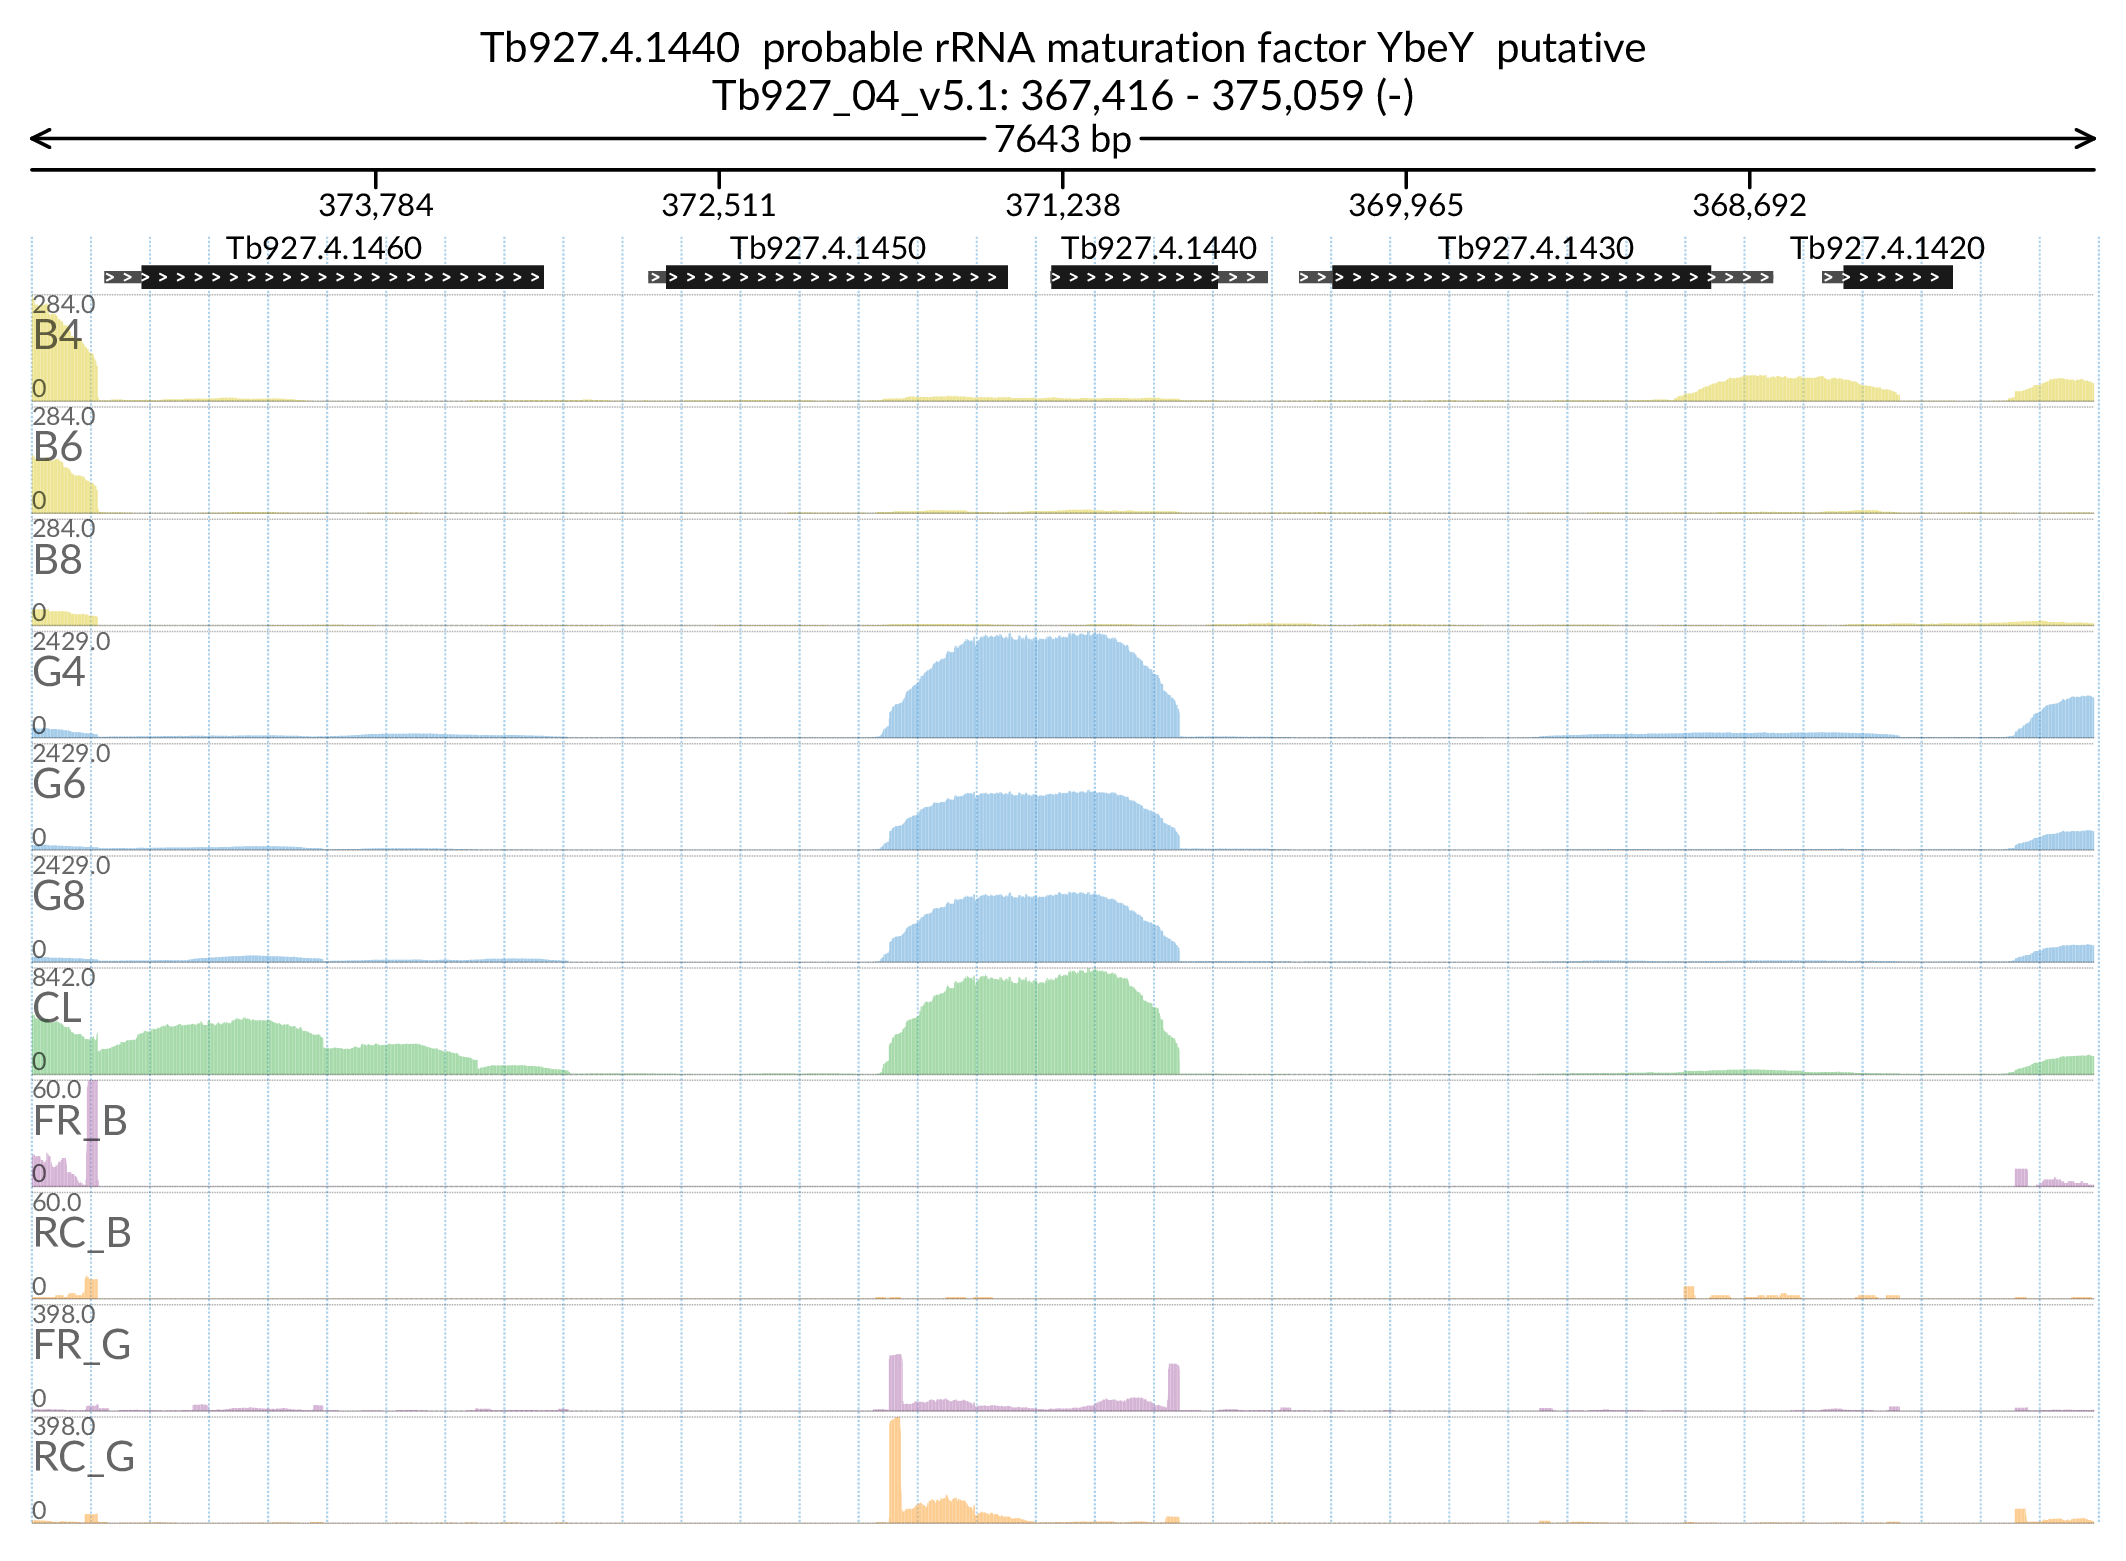 Tb927.4.1440  probable rRNA maturation factor YbeY  putative
Tb927_04_v5.1: 367,416 - 375,059 (-)
7643 bp
373,784 372,511 371,238 369,965 368,692
Tb927.4.1460 Tb927.4.1450 Tb927.4.1440 Tb927.4.1430 Tb927.4.1420
284.0
B4
0
284.0
B6
0
284.0
B8
0
2429.0
G4
0
2429.0
G6
0
2429.0
G8
0
842.0
CL
0
60.0
FR_B
0
60.0
RC_B
0
398.0
FR_G
0
398.0
RC_G
0